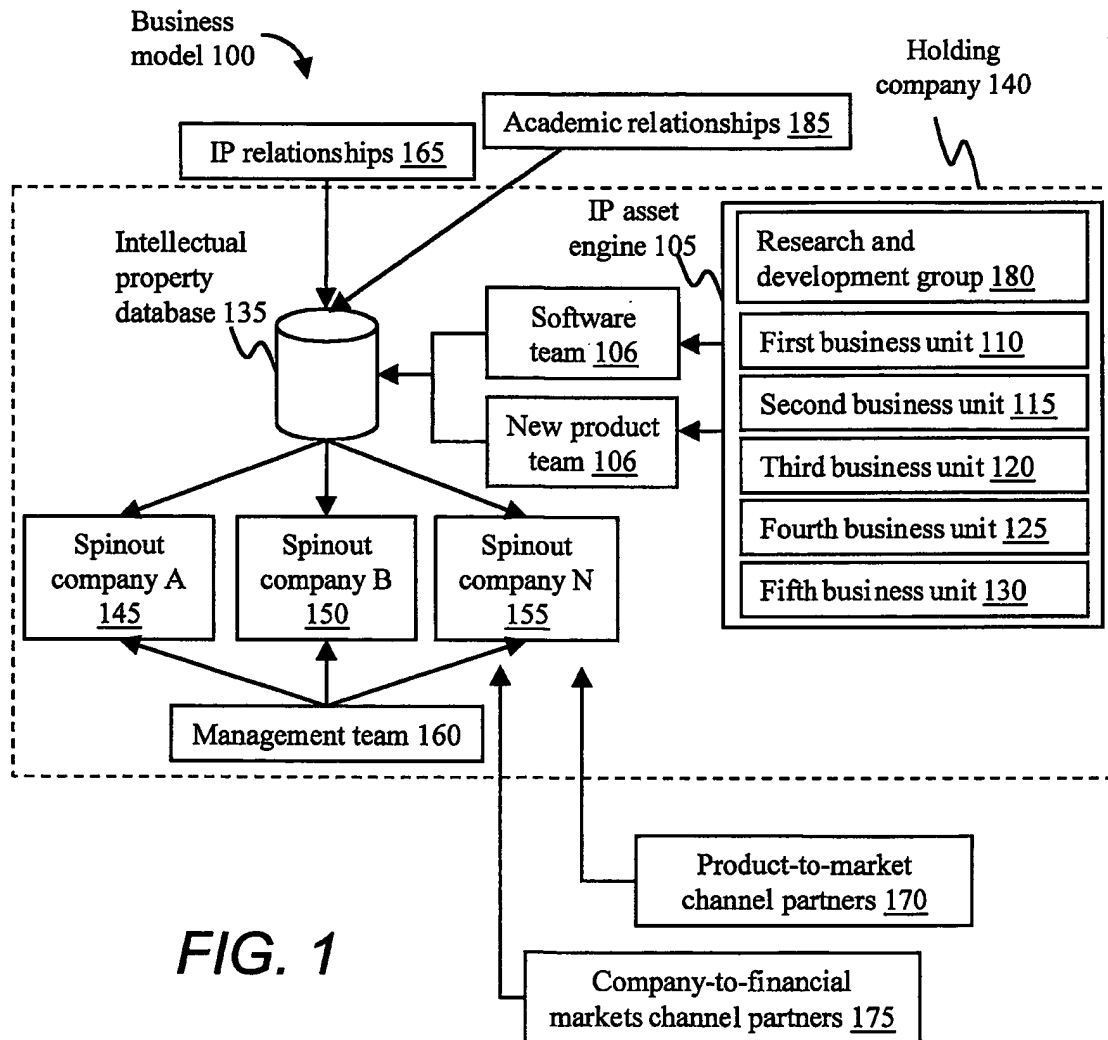 Business
model 100
Holding
company 140
Academic relationships 185
IP relationships 165
IP asset
engine 105
Intellectual
property
database 135
Research and
development group 180
Software
team 106
First business unit 110
Second business unit 115
New product
team 106
Third business unit 120
Fourth business unit 125
Fifth business unit 130
Spinout
company A
145
Spinout
company B
150
Spinout
company N
155
Management team 160
Product-to-market
channel partners 170
FIG. 1
Company-to-financial
markets channel partners 175